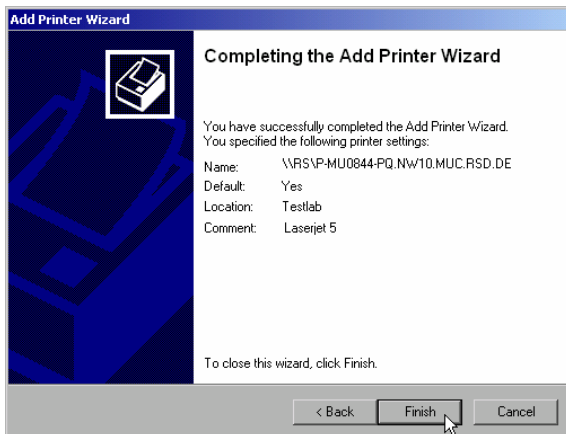 Add Printer Wizard
Completing the Add Printer Wizard
You have successfully completed the Add Printer Wizard.
You specified the following printer settings:
Name: \\RS\P-MU0844-PQ.NW10.MUC.RSD.DE
Default: Yes
Location: Testlab
Comment: Laserjet 5
To close this wizard, click Finish.
< Back Finish Cancel